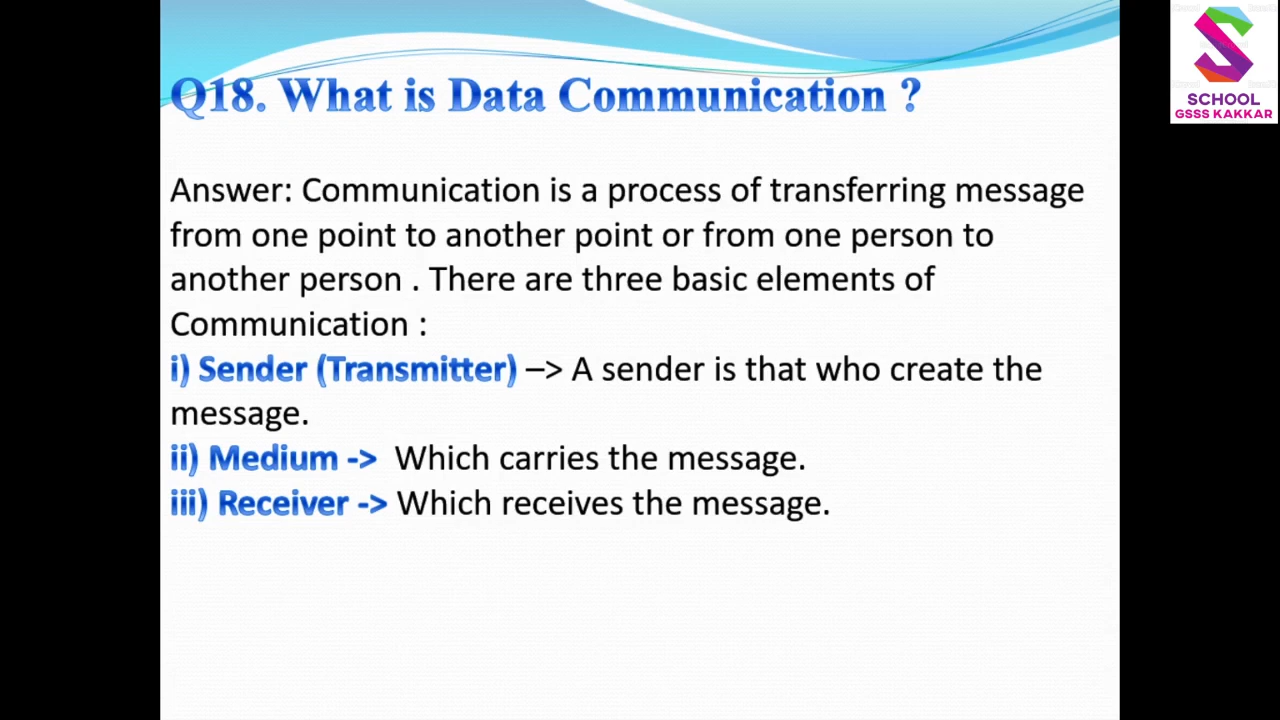 SCHOOL
GSSS KAKKAR
Q18. What is Data Communication ?
Answer: Communication is a process of transferring message
from one point to another point or from one person to
another person . There are three basic elements of
Communication :
i) Sender (Transmitter) –> A sender is that who create the
message.
ii) Medium -> Which carries the message.
iii) Receiver -> Which receives the message.